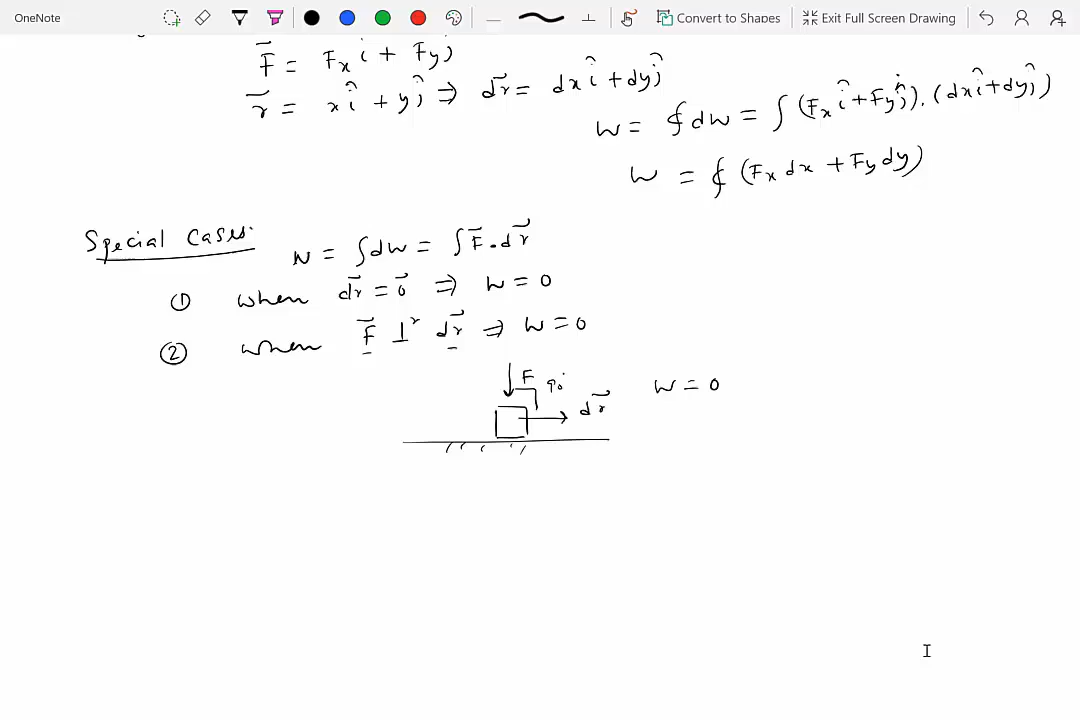 OneNote
Convert to Shapes
Exit Full Screen Drawing
F⃗ = Fx î + Fy ĵ
r⃗ = x î + y ĵ ⇒ dr⃗ = dx î + dy ĵ
W = ∮ dW = ∫ (Fx î + Fy ĵ) . (dx î + dy ĵ)
W = ∮ (Fx dx + Fy dy)
Special Cases:
W = ∫ dW = ∫ F⃗ . dr⃗
① when dr⃗ = 0⃗ ⇒ W = 0
② when F⃗ ⊥r dr⃗ ⇒ W = 0
F 90°
dr⃗
W = 0